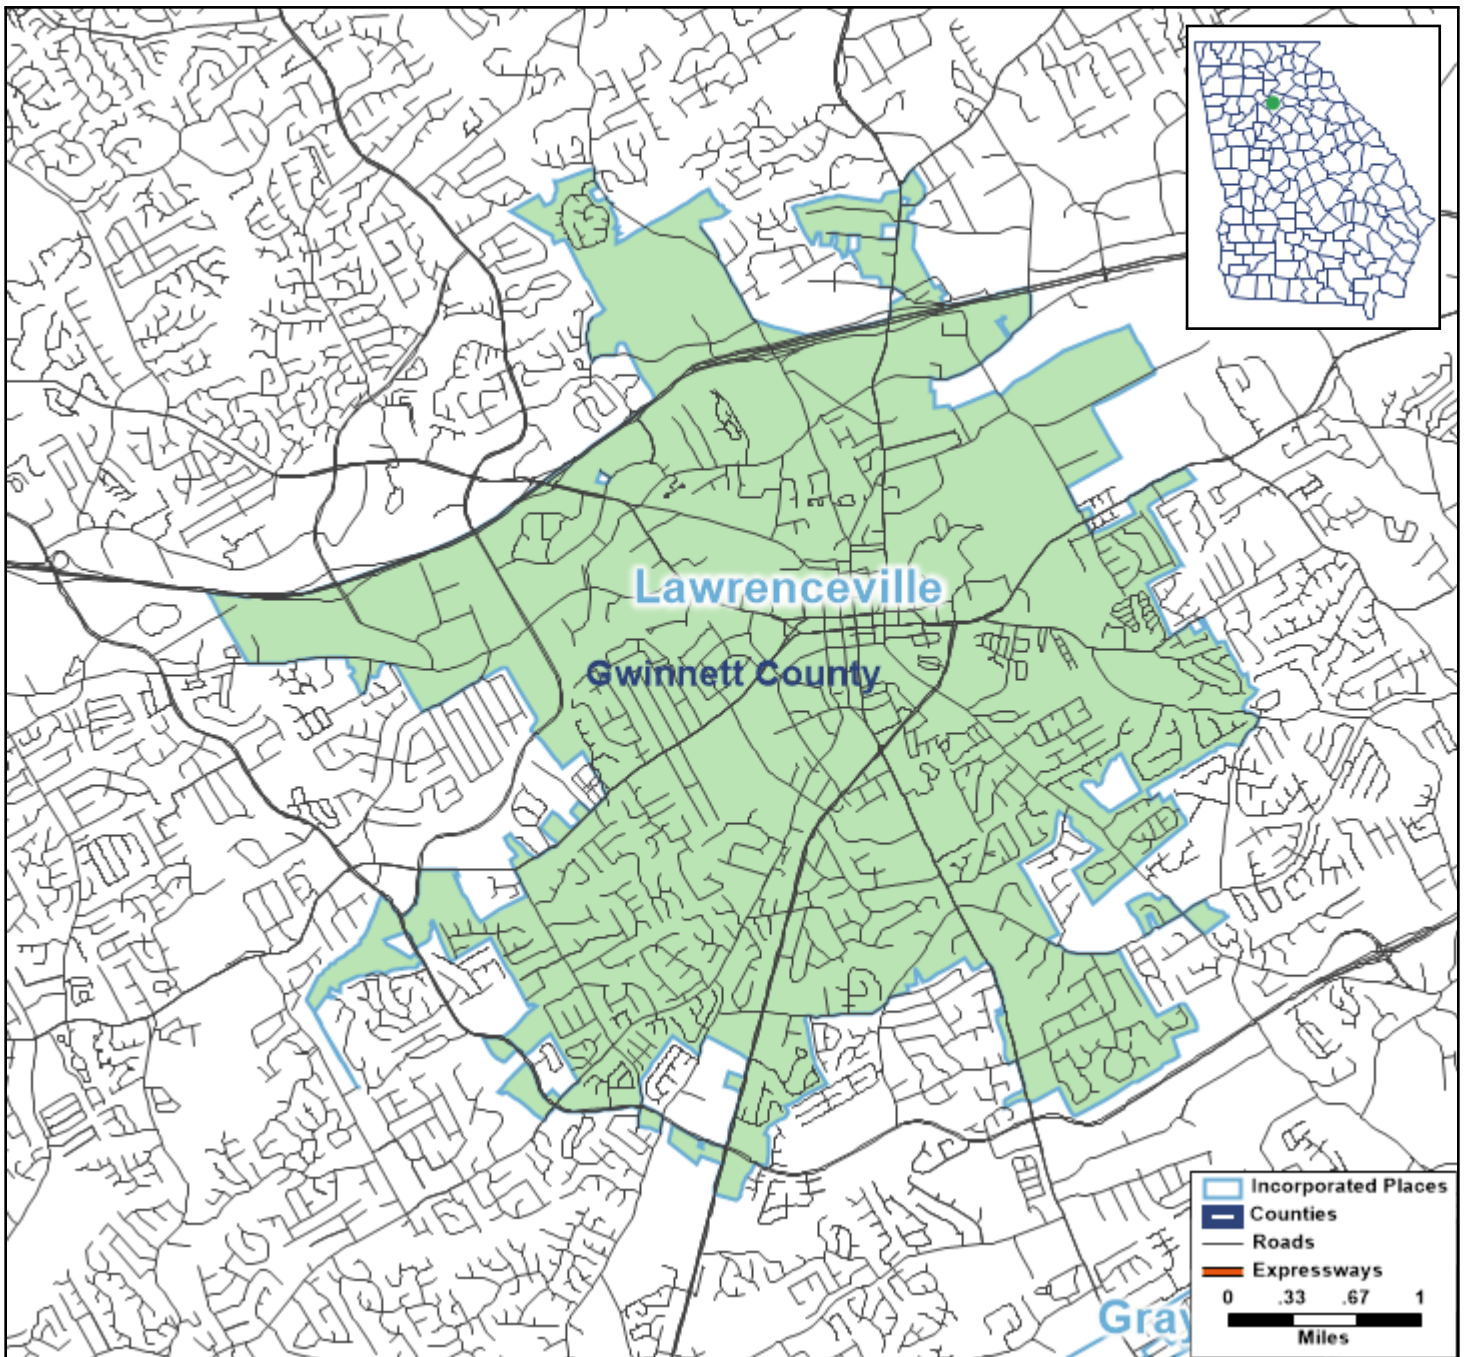 Lawrenceville
Gwinnett County
Gray
Incorporated Places
Counties
Roads
Expressways
0 .33 .67 1
Miles